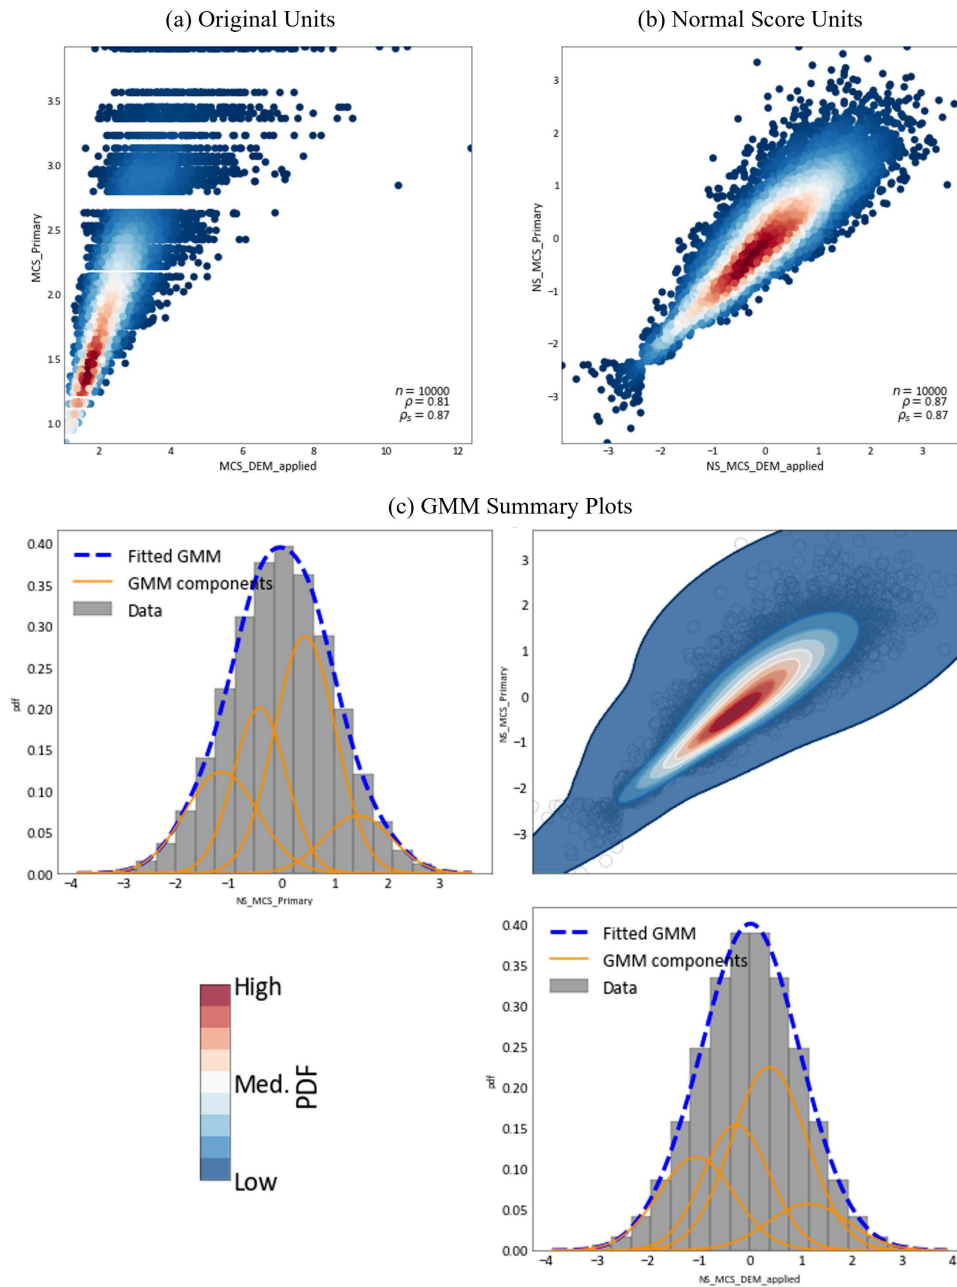 (a) Original Units
(b) Normal Score Units
MCS_Primary
3.5
3.0
2.5
2.0
1.5
1.0
n = 10000
ρ = 0.81
ρs = 0.87
2 4 6 8 10 12
MCS_DEM_applied
NS_MCS_Primary
3
2
1
0
−1
−2
−3
n = 10000
ρ = 0.87
ρs = 0.87
−3 −2 −1 0 1 2 3
NS_MCS_DEM_applied
(c) GMM Summary Plots
pdf
0.40
0.35
0.30
0.25
0.20
0.15
0.10
0.05
0.00
Fitted GMM
GMM components
Data
−4 −3 −2 −1 0 1 2 3
NS_MCS_Primary
NS_MCS_Primary
3
2
1
0
−1
−2
−3
High
Med.
Low
PDF
pdf
0.40
0.35
0.30
0.25
0.20
0.15
0.10
0.05
0.00
Fitted GMM
GMM components
Data
−4 −3 −2 −1 0 1 2 3 4
NS_MCS_DEM_applied